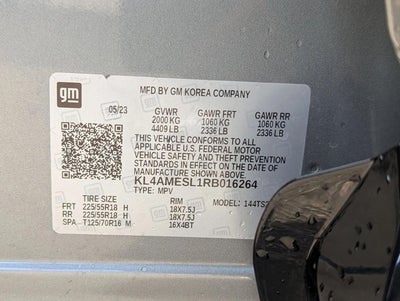 gm
MFD BY GM KOREA COMPANY
05/23 GVWR GAWR FRT GAWR RR
2000 KG 1060 KG 1060 KG
4409 LB 2336 LB 2336 LB
THIS VEHICLE CONFORMS TO ALL
APPLICABLE U.S. FEDERAL MOTOR
VEHICLE SAFETY AND THEFT PREVENTION
STANDARDS IN EFFECT ON THE DATE OF
MANUFACTURE SHOWN ABOVE.
KL4AMESL1RB016264
TYPE: MPV MODEL:
TIRE SIZE RIM
FRT 225/55R18 H 18X7.5J
RR 225/55R18 H 18X7.5J
SPA T125/70R16 M 16X4BT